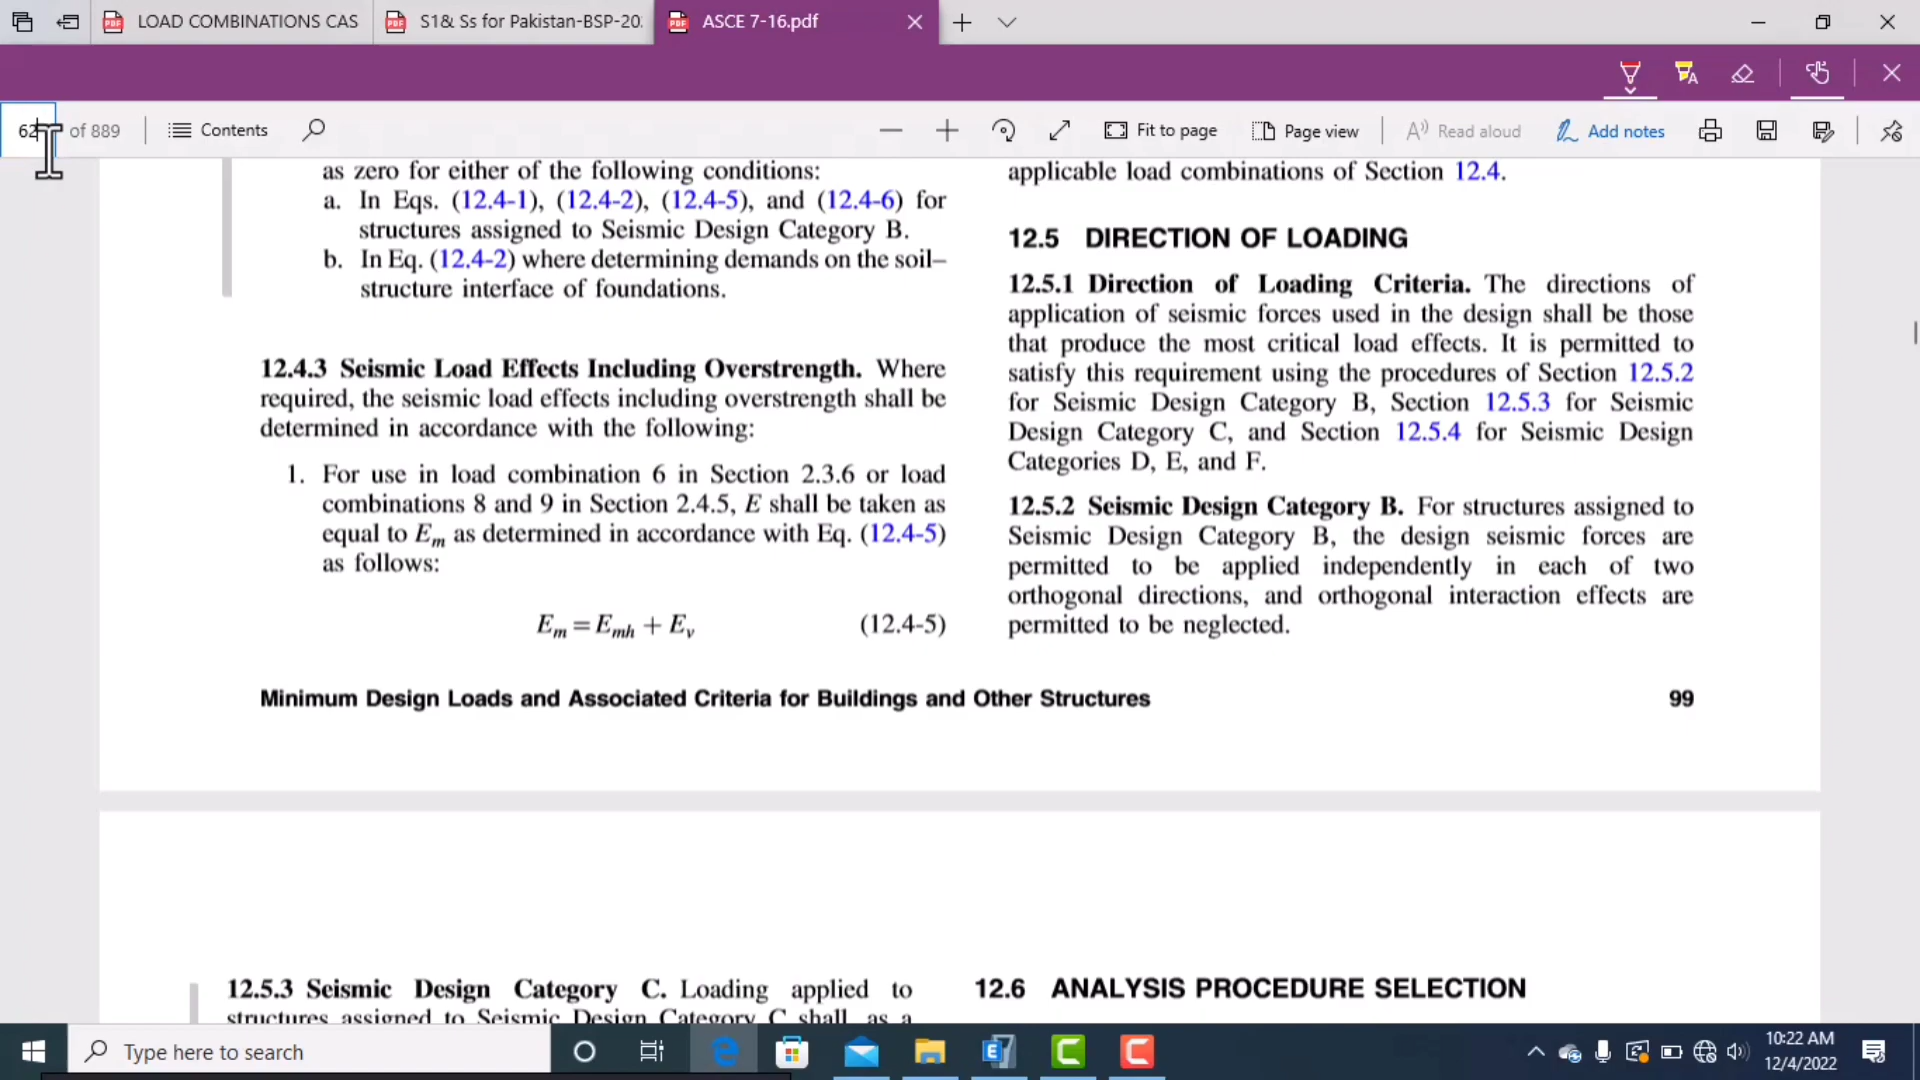 LOAD COMBINATIONS CAS
S1& Ss for Pakistan-BSP-20
ASCE 7-16.pdf
62 of 889
Contents
Fit to page
Page view
Read aloud
Add notes
as zero for either of the following conditions:
a. In Eqs. (12.4-1), (12.4-2), (12.4-5), and (12.4-6) for
structures assigned to Seismic Design Category B.
b. In Eq. (12.4-2) where determining demands on the soil–
structure interface of foundations.
12.4.3 Seismic Load Effects Including Overstrength. Where
required, the seismic load effects including overstrength shall be
determined in accordance with the following:
1. For use in load combination 6 in Section 2.3.6 or load
combinations 8 and 9 in Section 2.4.5, E shall be taken as
equal to Em as determined in accordance with Eq. (12.4-5)
as follows:
Em = Emh + Ev (12.4-5)
applicable load combinations of Section 12.4.
12.5 DIRECTION OF LOADING
12.5.1 Direction of Loading Criteria. The directions of
application of seismic forces used in the design shall be those
that produce the most critical load effects. It is permitted to
satisfy this requirement using the procedures of Section 12.5.2
for Seismic Design Category B, Section 12.5.3 for Seismic
Design Category C, and Section 12.5.4 for Seismic Design
Categories D, E, and F.
12.5.2 Seismic Design Category B. For structures assigned to
Seismic Design Category B, the design seismic forces are
permitted to be applied independently in each of two
orthogonal directions, and orthogonal interaction effects are
permitted to be neglected.
Minimum Design Loads and Associated Criteria for Buildings and Other Structures 99
12.5.3 Seismic Design Category C. Loading applied to
structures assigned to Seismic Design Category C shall, as a
12.6 ANALYSIS PROCEDURE SELECTION
Type here to search
10:22 AM
12/4/2022